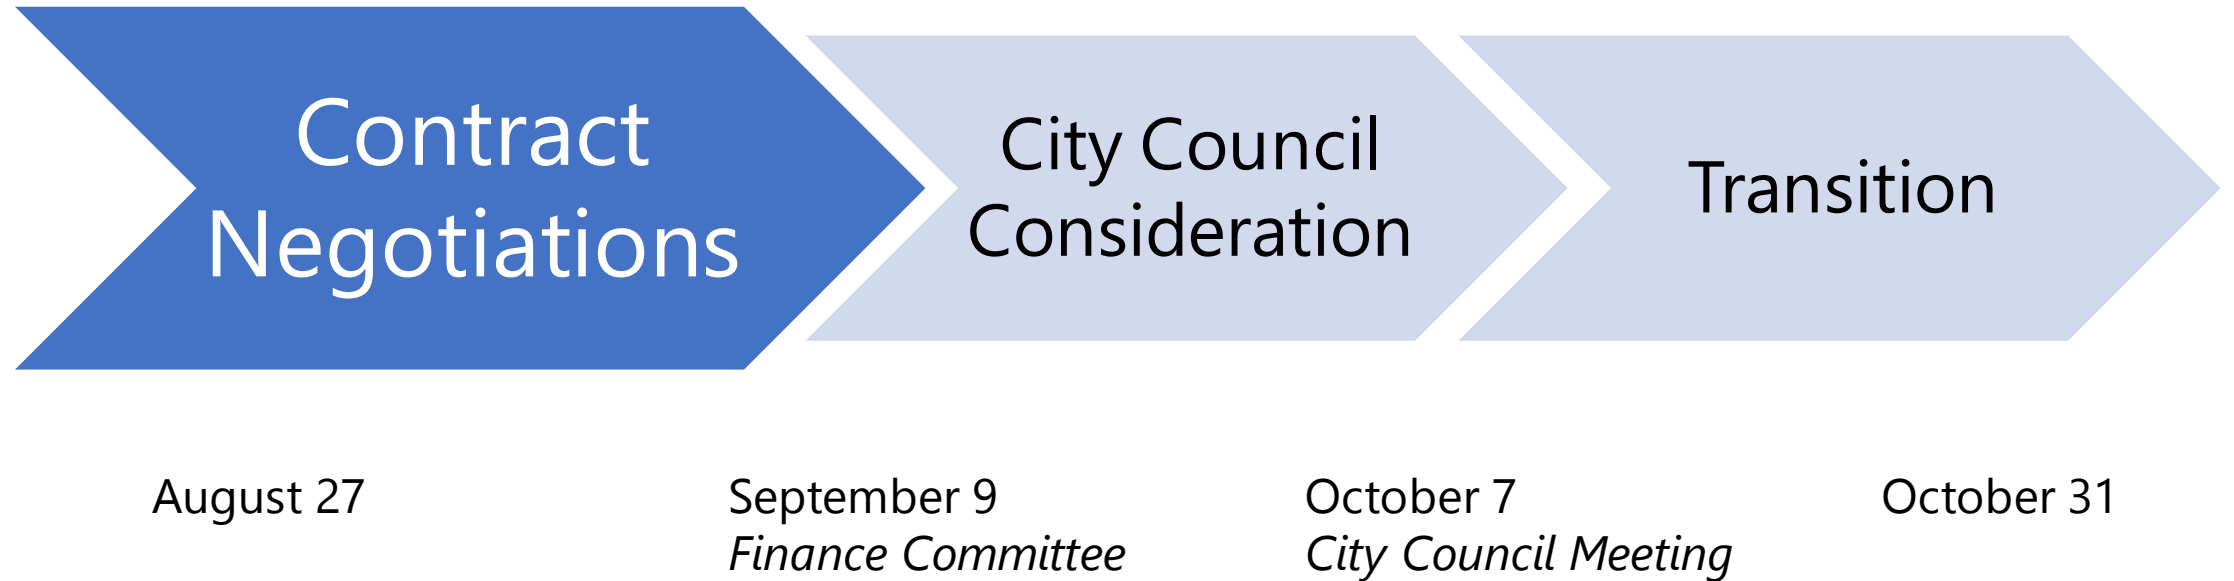 Contract
Negotiations
City Council
Consideration
Transition
August 27
September 9
Finance Committee
October 7
City Council Meeting
October 31